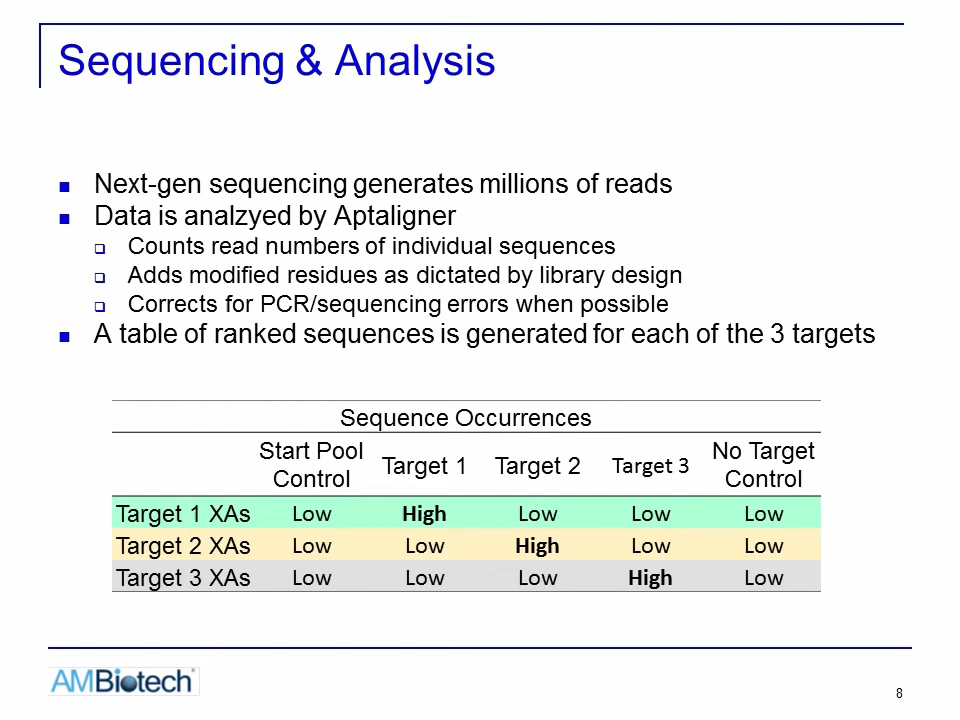 Sequencing & Analysis
Next-gen sequencing generates millions of reads
Data is analzyed by Aptaligner
Counts read numbers of individual sequences
Adds modified residues as dictated by library design
Corrects for PCR/sequencing errors when possible
A table of ranked sequences is generated for each of the 3 targets
Sequence Occurrences
Start Pool Control Target 1 Target 2 Target 3 No Target Control
Target 1 XAs Low High Low Low Low
Target 2 XAs Low Low High Low Low
Target 3 XAs Low Low Low High Low
AMBiotech
8